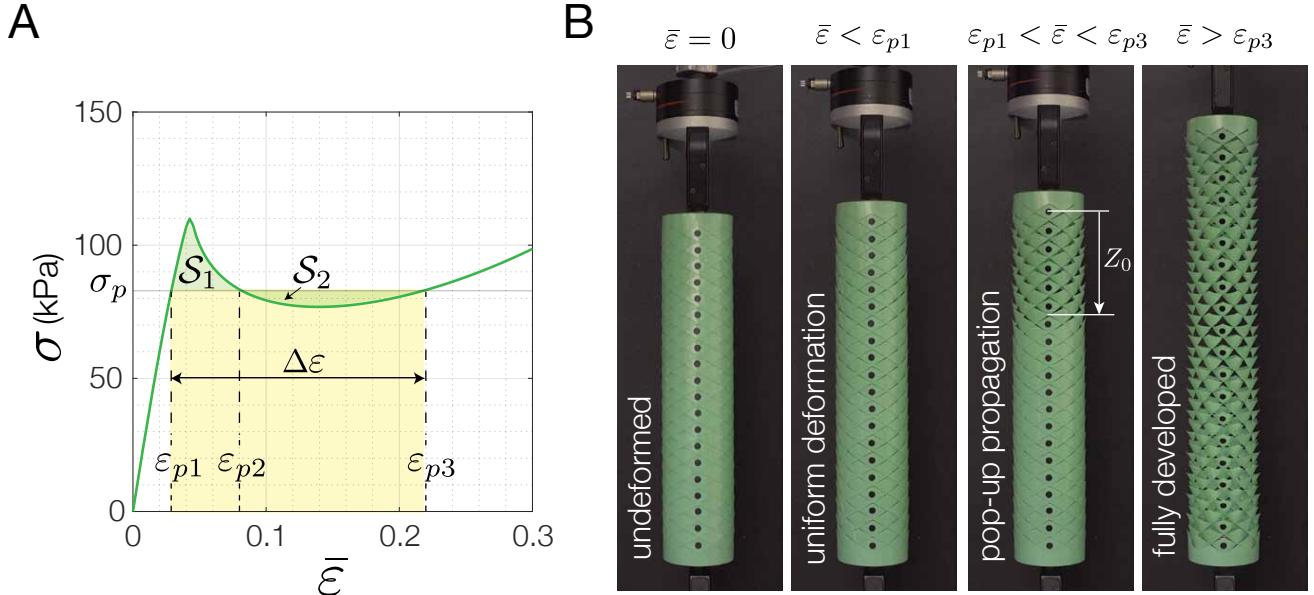 A
150
100
σp
50
0
σ (kPa)
S1
S2
Δε
εp1
εp2
εp3
0
0.1
0.2
0.3
ε̅
B
ε̅ = 0
ε̅ < εp1
εp1 < ε̅ < εp3
ε̅ > εp3
undeformed
uniform deformation
pop-up propagation
Z0
fully developed